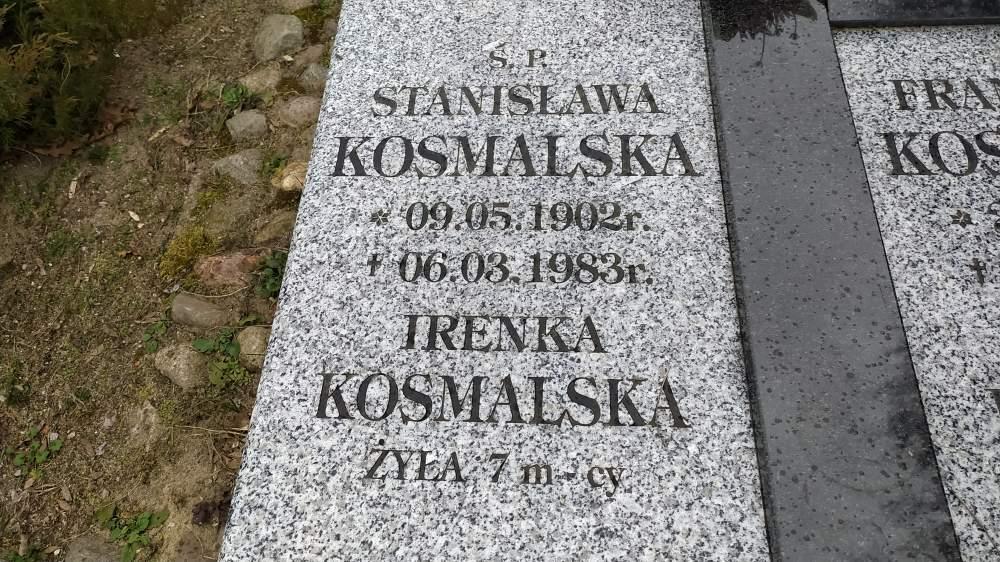 Ś. P.
STANISŁAWA
KOSMALSKA
* 09.05.1902r.
† 06.03.1983r.
IRENKA
KOSMALSKA
ŻYŁA 7 m - cy